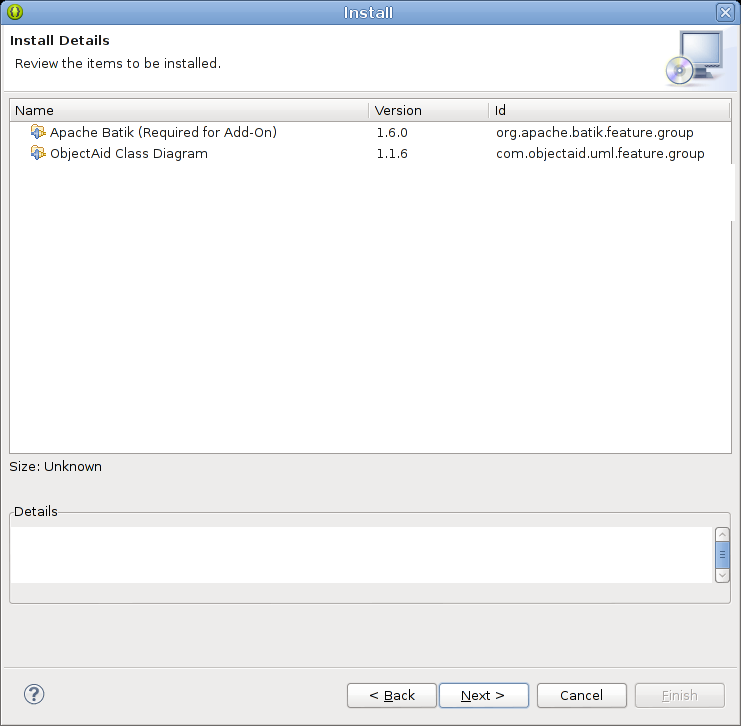 Install
Install Details
Review the items to be installed.
Name Version Id
Apache Batik (Required for Add-On) 1.6.0 org.apache.batik.feature.group
ObjectAid Class Diagram 1.1.6 com.objectaid.uml.feature.group
Size: Unknown
Details
? < Back Next > Cancel Finish